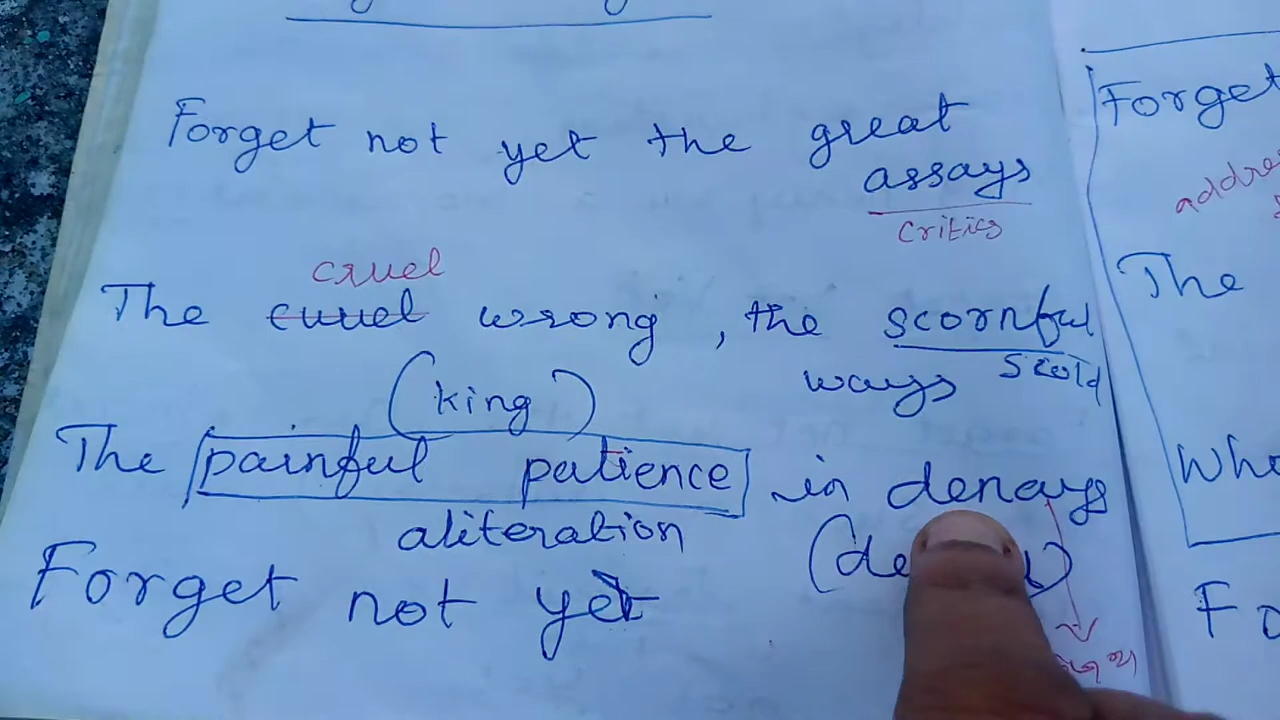 Forget not yet the great
assays
critics
cruel
The cruel wrong, the scornful
ways scold
(king)
The painful patience in denays
aliteration
Forget not yet
Forget
The